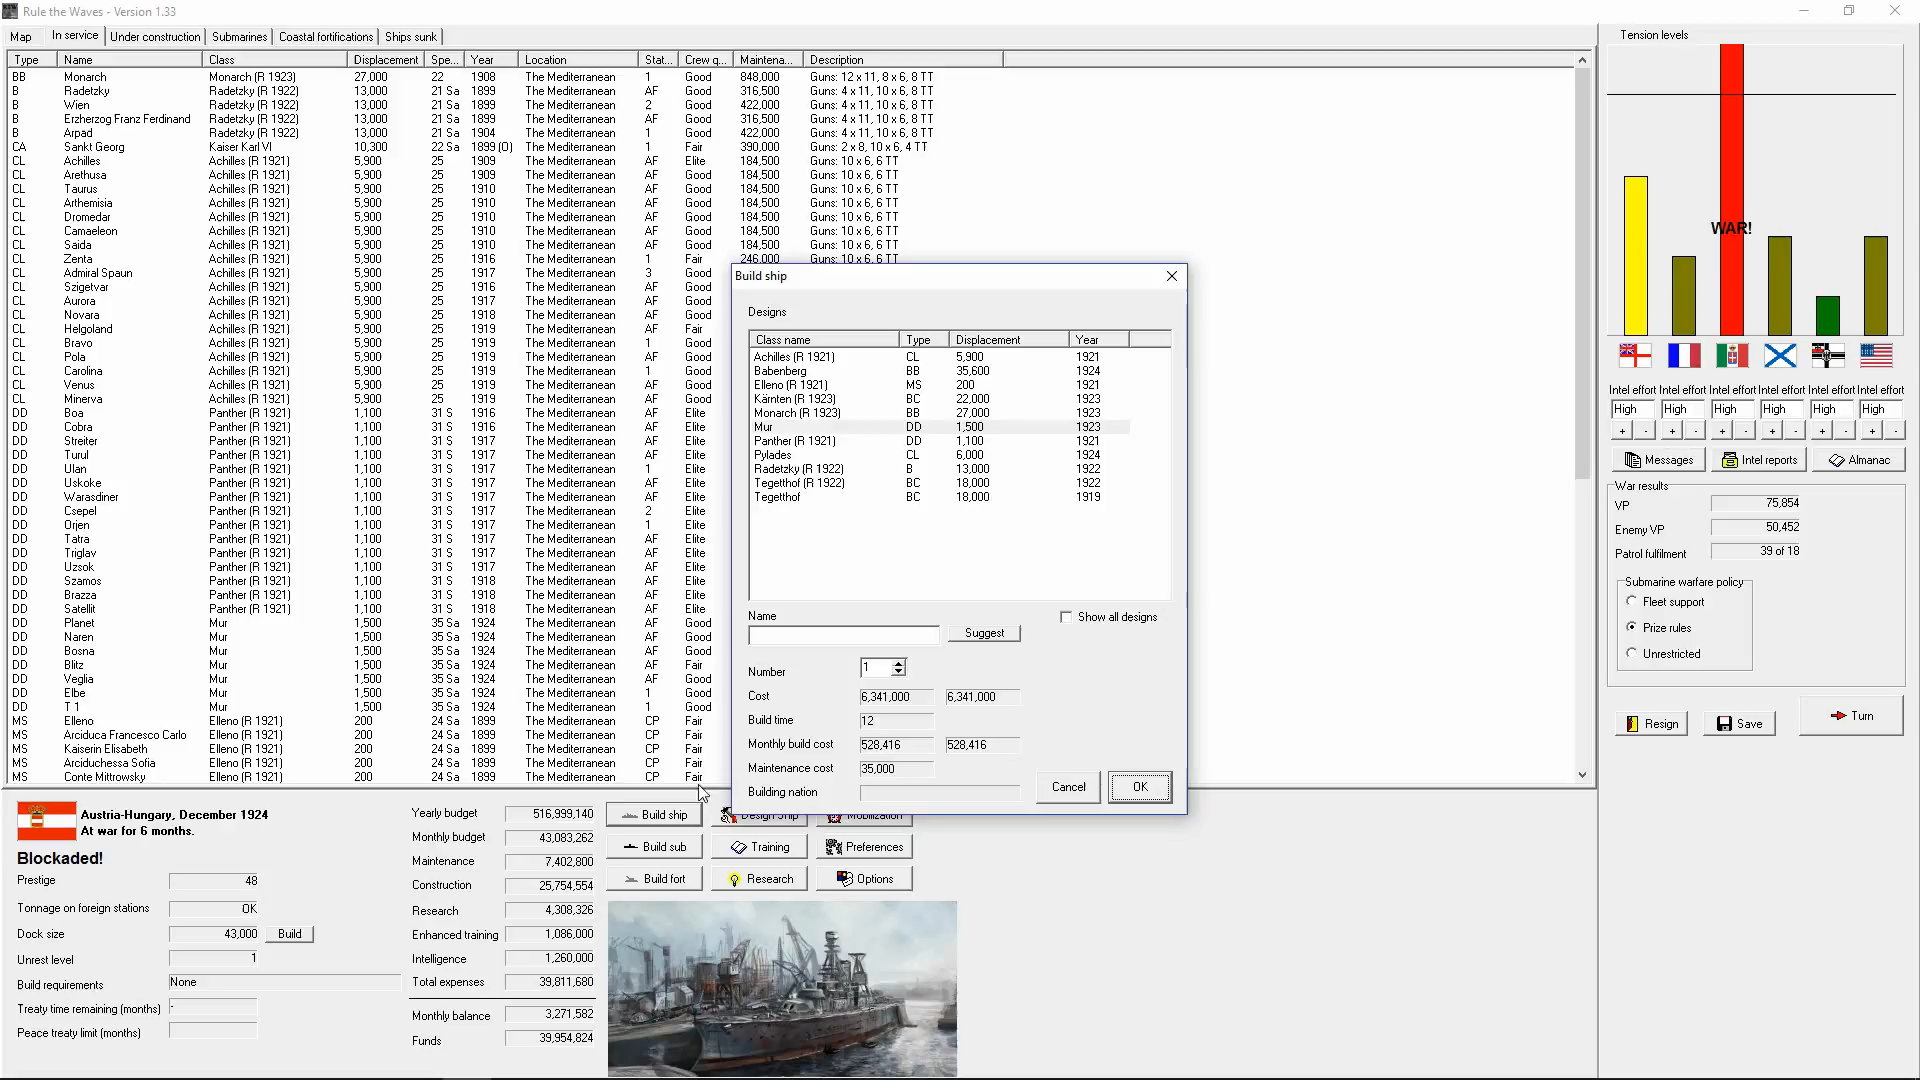 Rule the Waves - Version 1.33
Map In service Under construction Submarines Coastal fortifications Ships sunk
Type Name Class Displacement Spe... Year Location Stat... Crew q... Maintena... Description
BB Monarch Monarch (R 1923) 27,000 22 1908 The Mediterranean 1 Good 848,000 Guns: 12 x 11, 8 x 6, 8 TT
B Radetzky Radetzky (R 1922) 13,000 21 Sa 1899 The Mediterranean AF Good 316,500 Guns: 4 x 11, 10 x 6, 8 TT
B Wien Radetzky (R 1922) 13,000 21 Sa 1899 The Mediterranean 2 Good 422,000 Guns: 4 x 11, 10 x 6, 8 TT
B Erzherzog Franz Ferdinand Radetzky (R 1922) 13,000 21 Sa 1899 The Mediterranean AF Good 316,500 Guns: 4 x 11, 10 x 6, 8 TT
B Arpad Radetzky (R 1922) 13,000 21 Sa 1904 The Mediterranean 1 Good 422,000 Guns: 4 x 11, 10 x 6, 8 TT
CA Sankt Georg Kaiser Karl VI 10,300 22 Sa 1899 (O) The Mediterranean 1 Fair 390,000 Guns: 2 x 8, 10 x 6, 4 TT
CL Achilles Achilles (R 1921) 5,900 25 1909 The Mediterranean AF Elite 184,500 Guns: 10 x 6, 6 TT
CL Arethusa Achilles (R 1921) 5,900 25 1909 The Mediterranean AF Good 184,500 Guns: 10 x 6, 6 TT
CL Taurus Achilles (R 1921) 5,900 25 1910 The Mediterranean AF Good 184,500 Guns: 10 x 6, 6 TT
CL Arthemisia Achilles (R 1921) 5,900 25 1910 The Mediterranean AF Good 184,500 Guns: 10 x 6, 6 TT
CL Dromedar Achilles (R 1921) 5,900 25 1910 The Mediterranean AF Good 184,500 Guns: 10 x 6, 6 TT
CL Camaeleon Achilles (R 1921) 5,900 25 1910 The Mediterranean AF Good 184,500 Guns: 10 x 6, 6 TT
CL Saida Achilles (R 1921) 5,900 25 1910 The Mediterranean AF Good 184,500 Guns: 10 x 6, 6 TT
CL Zenta Achilles (R 1921) 5,900 25 1916 The Mediterranean 1 Fair 246,000 Guns: 10 x 6, 6 TT
CL Admiral Spaun Achilles (R 1921) 5,900 25 1917 The Mediterranean 3 Good
CL Szigetvar Achilles (R 1921) 5,900 25 1917 The Mediterranean AF Good
CL Aurora Achilles (R 1921) 5,900 25 1917 The Mediterranean AF Good
CL Novara Achilles (R 1921) 5,900 25 1918 The Mediterranean AF Good
CL Helgoland Achilles (R 1921) 5,900 25 1919 The Mediterranean AF Fair
CL Bravo Achilles (R 1921) 5,900 25 1919 The Mediterranean 1 Good
CL Pola Achilles (R 1921) 5,900 25 1919 The Mediterranean AF Good
CL Carolina Achilles (R 1921) 5,900 25 1919 The Mediterranean 1 Good
CL Venus Achilles (R 1921) 5,900 25 1919 The Mediterranean AF Good
CL Minerva Achilles (R 1921) 5,900 25 1919 The Mediterranean AF Good
DD Boa Panther (R 1921) 1,100 31 S 1916 The Mediterranean AF Elite
DD Cobra Panther (R 1921) 1,100 31 S 1916 The Mediterranean AF Elite
DD Streiter Panther (R 1921) 1,100 31 S 1917 The Mediterranean AF Elite
DD Turul Panther (R 1921) 1,100 31 S 1917 The Mediterranean AF Elite
DD Ulan Panther (R 1921) 1,100 31 S 1917 The Mediterranean 1 Elite
DD Uskoke Panther (R 1921) 1,100 31 S 1917 The Mediterranean AF Elite
DD Warasdiner Panther (R 1921) 1,100 31 S 1917 The Mediterranean AF Elite
DD Csepel Panther (R 1921) 1,100 31 S 1917 The Mediterranean 2 Elite
DD Orjen Panther (R 1921) 1,100 31 S 1917 The Mediterranean 1 Elite
DD Tatra Panther (R 1921) 1,100 31 S 1917 The Mediterranean AF Elite
DD Triglav Panther (R 1921) 1,100 31 S 1917 The Mediterranean AF Elite
DD Uzsok Panther (R 1921) 1,100 31 S 1917 The Mediterranean AF Elite
DD Szamos Panther (R 1921) 1,100 31 S 1918 The Mediterranean AF Elite
DD Brazza Panther (R 1921) 1,100 31 S 1918 The Mediterranean AF Elite
DD Satellit Panther (R 1921) 1,100 31 S 1918 The Mediterranean AF Elite
DD Planet Mur 1,500 35 Sa 1924 The Mediterranean AF Good
DD Naren Mur 1,500 35 Sa 1924 The Mediterranean AF Good
DD Bosna Mur 1,500 35 Sa 1924 The Mediterranean AF Good
DD Blitz Mur 1,500 35 Sa 1924 The Mediterranean AF Fair
DD Veglia Mur 1,500 35 Sa 1924 The Mediterranean AF Good
DD Elbe Mur 1,500 35 Sa 1924 The Mediterranean 1 Good
DD T 1 Mur 1,500 35 Sa 1924 The Mediterranean 1 Good
MS Elleno Elleno (R 1921) 200 24 Sa 1899 The Mediterranean CP Fair
MS Arciduca Francesco Carlo Elleno (R 1921) 200 24 Sa 1899 The Mediterranean CP Fair
MS Kaiserin Elisabeth Elleno (R 1921) 200 24 Sa 1899 The Mediterranean CP Fair
MS Arciduchessa Sofia Elleno (R 1921) 200 24 Sa 1899 The Mediterranean CP Fair
MS Conte Mittrowsky Elleno (R 1921) 200 24 Sa 1899 The Mediterranean CP Fair
Build ship
Designs
Class name Type Displacement Year
Achilles (R 1921) CL 5,900 1921
Babenberg BB 35,600 1924
Elleno (R 1921) MS 200 1921
Kärnten (R 1923) BC 22,000 1923
Monarch (R 1923) BB 27,000 1923
Mur DD 1,500 1923
Panther (R 1921) DD 1,100 1921
Pylades CL 6,000 1924
Radetzky (R 1922) B 13,000 1922
Tegetthof (R 1922) BC 18,000 1922
Tegetthof BC 18,000 1919
Name
Show all designs
Suggest
Number 1
Cost 6,341,000 6,341,000
Build time 12
Monthly build cost 528,416 528,416
Maintenance cost 35,000
Building nation
Cancel OK
Tension levels
WAR!
Intel effort Intel effort Intel effort Intel effort Intel effort Intel effort
High High High High High High
+ - + - + - + - + - + -
Messages Intel reports Almanac
War results
VP 75,854
Enemy VP 50,452
Patrol fulfilment 39 of 18
Submarine warfare policy
Fleet support
Prize rules
Unrestricted
Resign Save Turn
Austria-Hungary, December 1924
At war for 6 months.
Blockaded!
Prestige 48
Tonnage on foreign stations OK
Dock size 43,000 Build
Unrest level 1
Build requirements None
Treaty time remaining (months) -
Peace treaty limit (months)
Yearly budget 516,999,140
Monthly budget 43,083,262
Maintenance 7,402,800
Construction 25,754,554
Research 4,308,326
Enhanced training 1,086,000
Intelligence 1,260,000
Total expenses 39,811,680
Monthly balance 3,271,582
Funds 39,954,824
Build ship Design Ship Mobilization
Build sub Training Preferences
Build fort Research Options